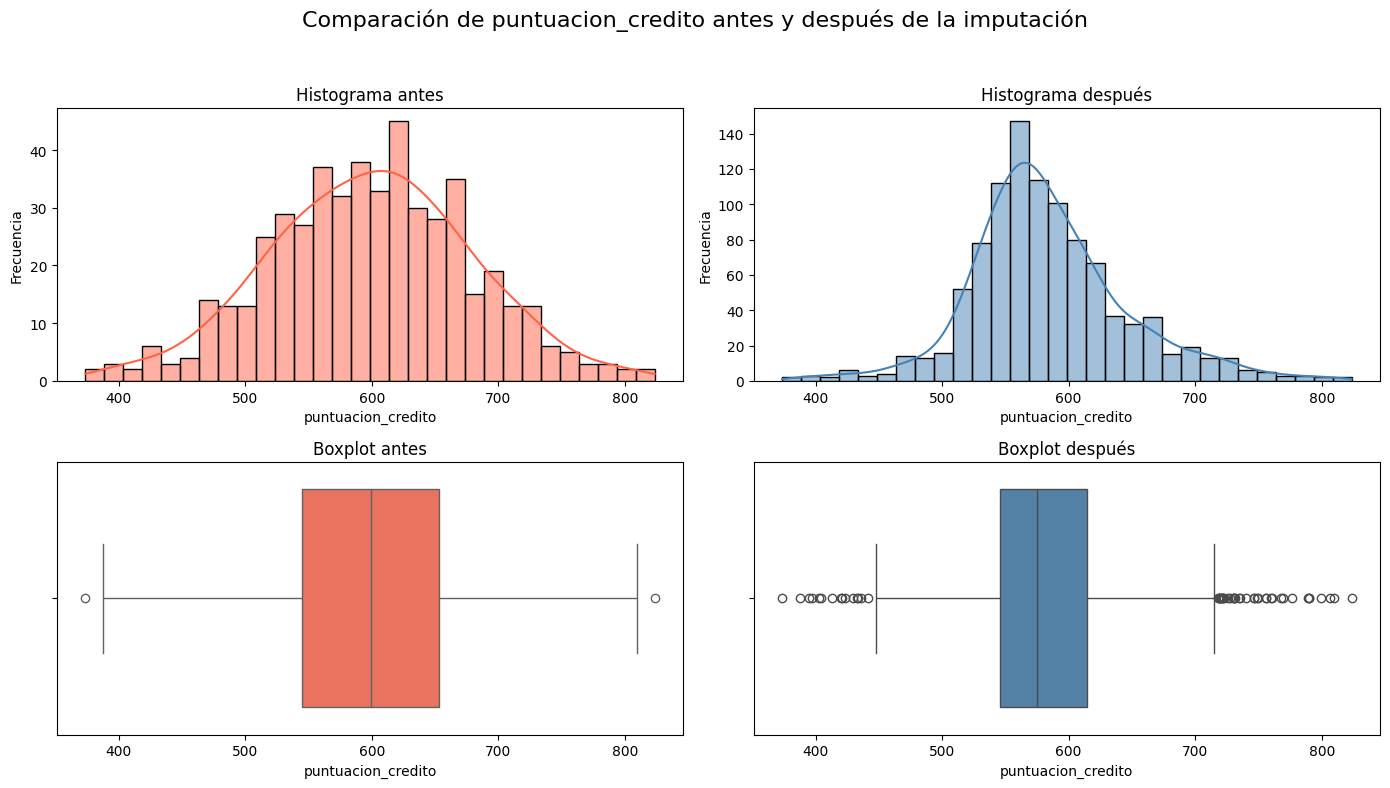 Comparación de puntuacion_credito antes y después de la imputación
Histograma antes
Frecuencia
40
30
20
10
0
400 500 600 700 800
puntuacion_credito
Histograma después
Frecuencia
140
120
100
80
60
40
20
0
400 500 600 700 800
puntuacion_credito
Boxplot antes
400 500 600 700 800
puntuacion_credito
Boxplot después
400 500 600 700 800
puntuacion_credito